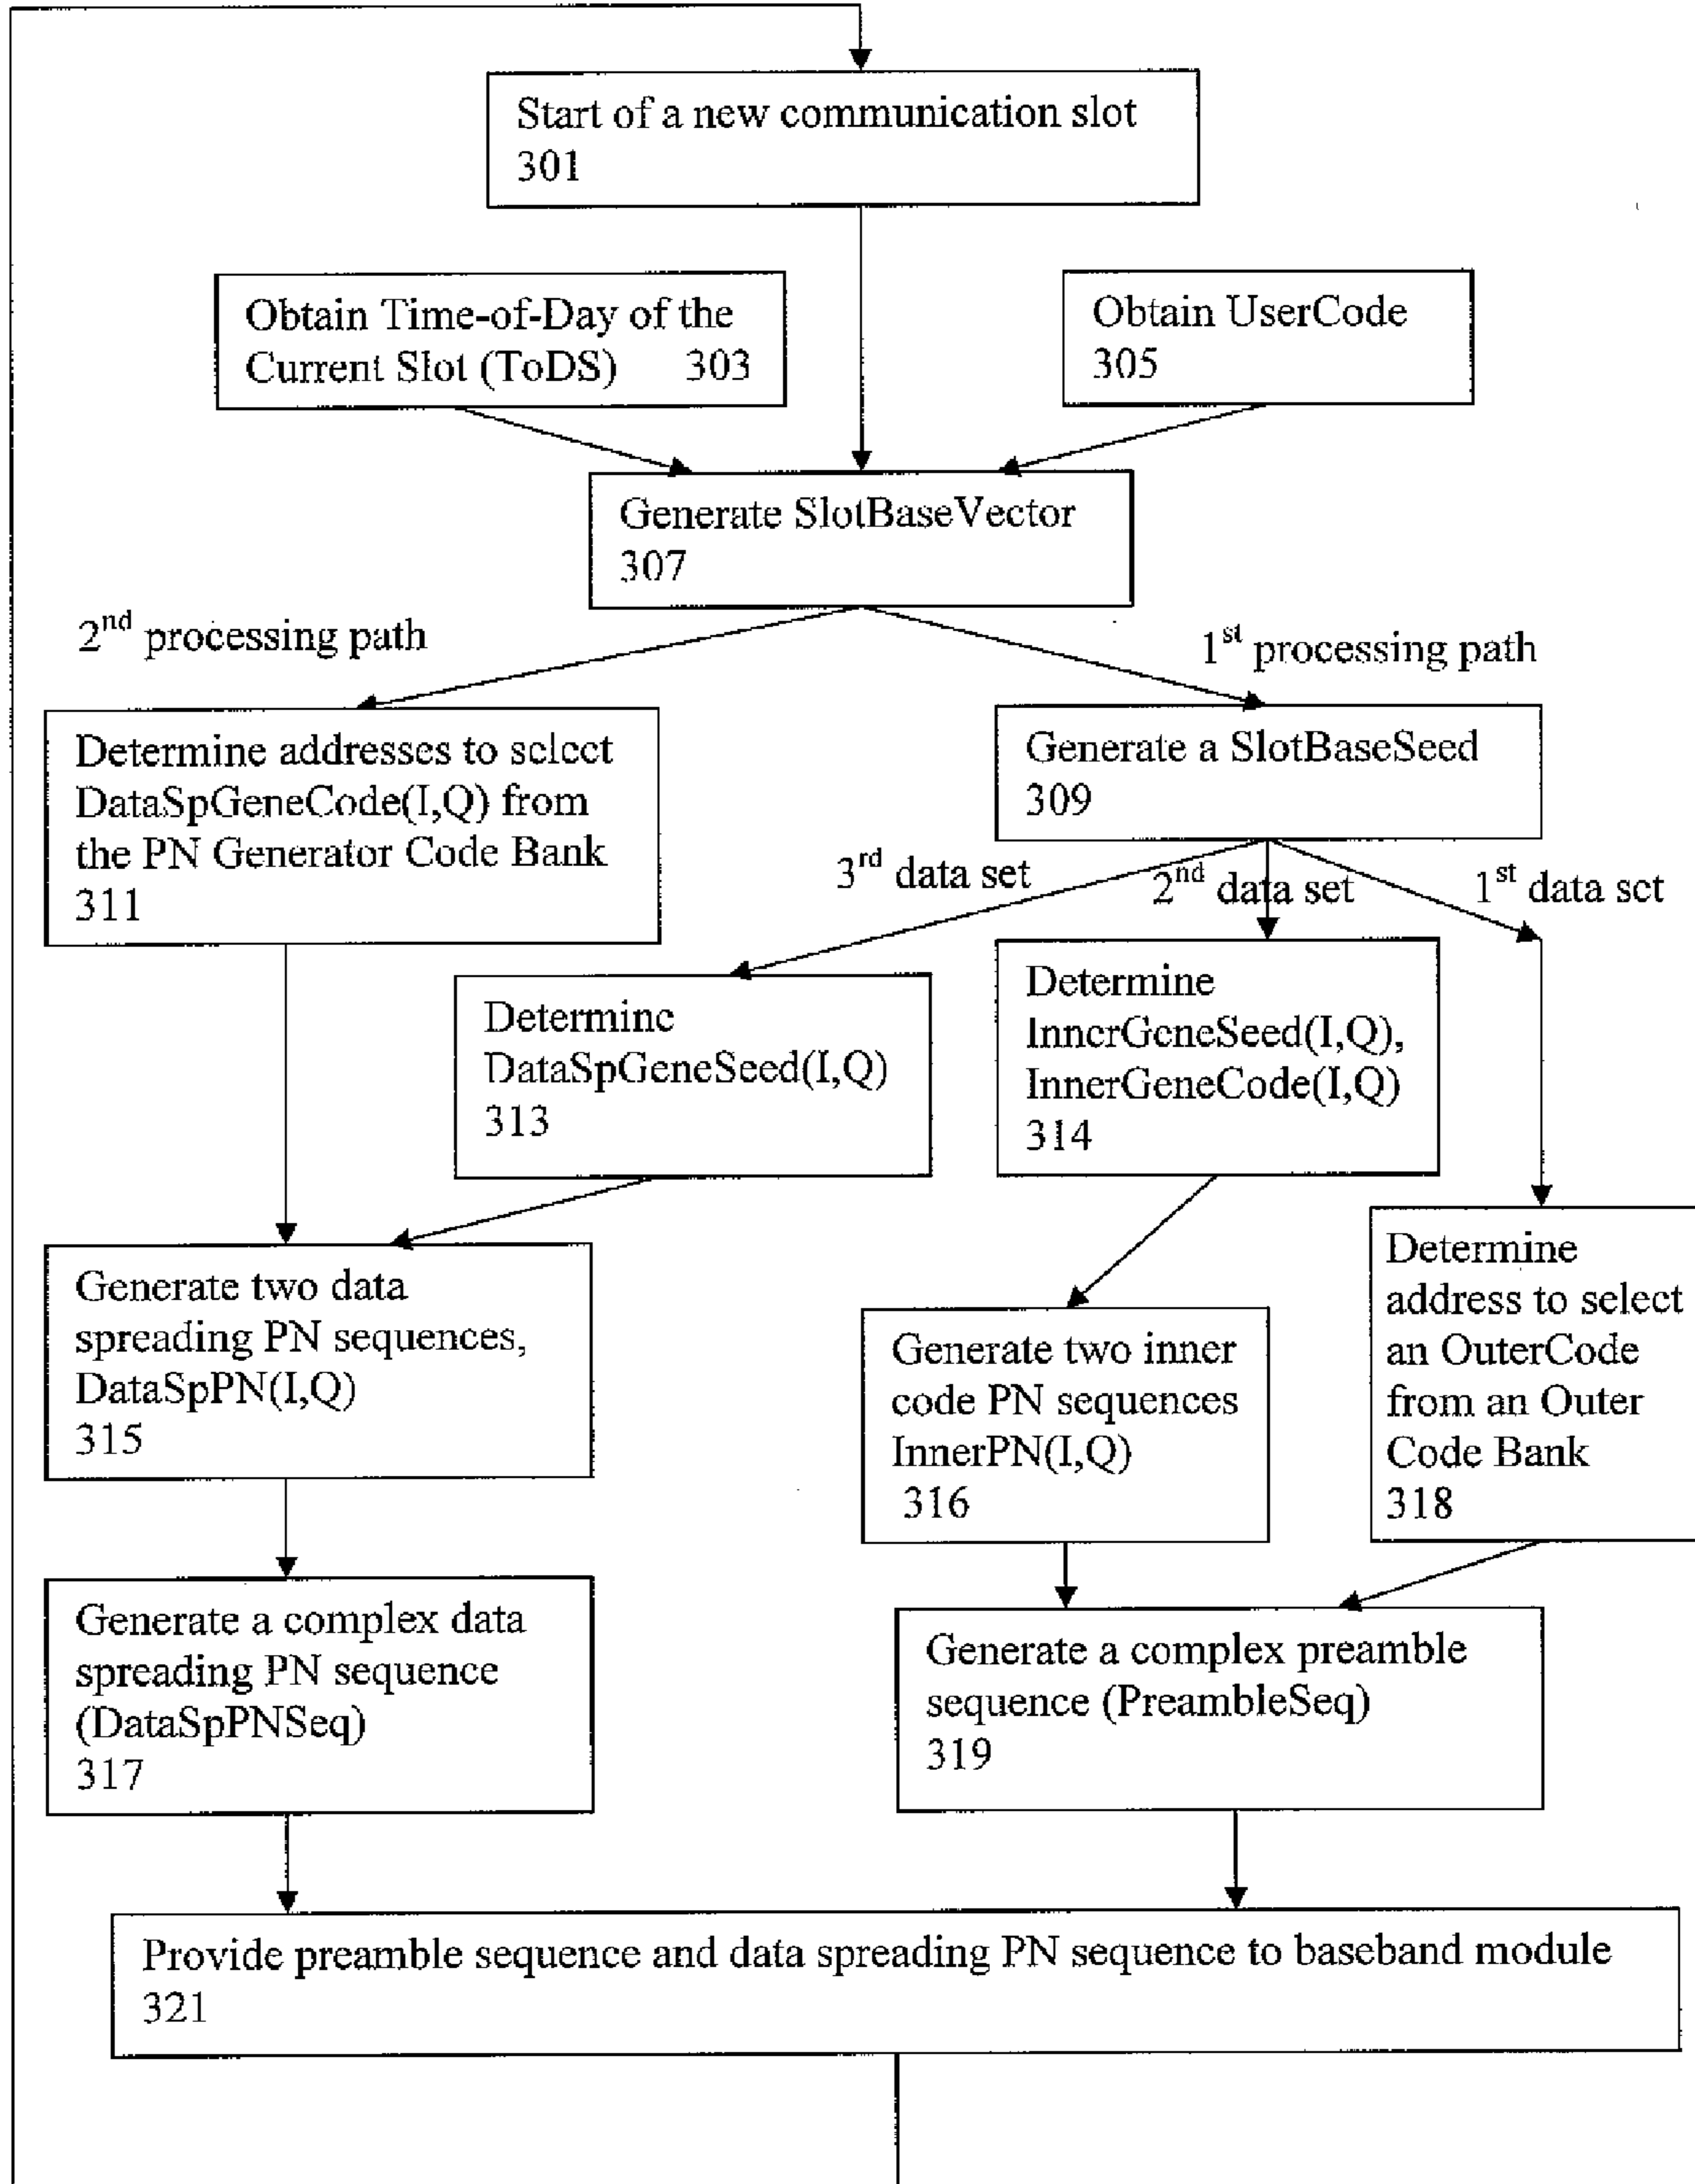 Start of a new communication slot
301
Obtain Time-of-Day of the
Current Slot (ToDS) 303
Obtain UserCode
305
Generate SlotBaseVector
307
2nd processing path
1st processing path
Determine addresses to select
DataSpGeneCode(I,Q) from
the PN Generator Code Bank
311
Generate a SlotBaseSeed
309
3rd data set
2nd data set
1st data set
Determine
DataSpGeneSeed(I,Q)
313
Determine
InnerGeneSeed(I,Q),
InnerGeneCode(I,Q)
314
Generate two data
spreading PN sequences,
DataSpPN(I,Q)
315
Generate two inner
code PN sequences
InnerPN(I,Q)
316
Determine
address to select
an OuterCode
from an Outer
Code Bank
318
Generate a complex data
spreading PN sequence
(DataSpPNSeq)
317
Generate a complex preamble
sequence (PreambleSeq)
319
Provide preamble sequence and data spreading PN sequence to baseband module
321